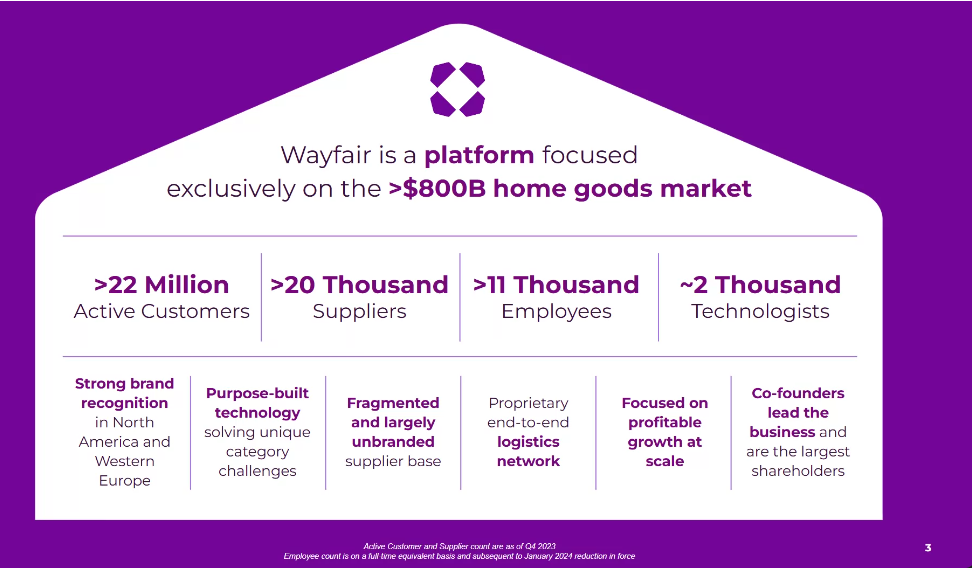 Wayfair is a platform focused
exclusively on the >$800B home goods market
>22 Million
Active Customers
>20 Thousand
Suppliers
>11 Thousand
Employees
~2 Thousand
Technologists
Strong brand
recognition
in North
America and
Western
Europe
Purpose-built
technology
solving unique
category
challenges
Fragmented
and largely
unbranded
supplier base
Proprietary
end-to-end
logistics
network
Focused on
profitable
growth at
scale
Co-founders
lead the
business and
are the largest
shareholders
Active Customer and Supplier count are as of Q4 2023
Employee count is on a full time equivalent basis and subsequent to January 2024 reduction in force
3